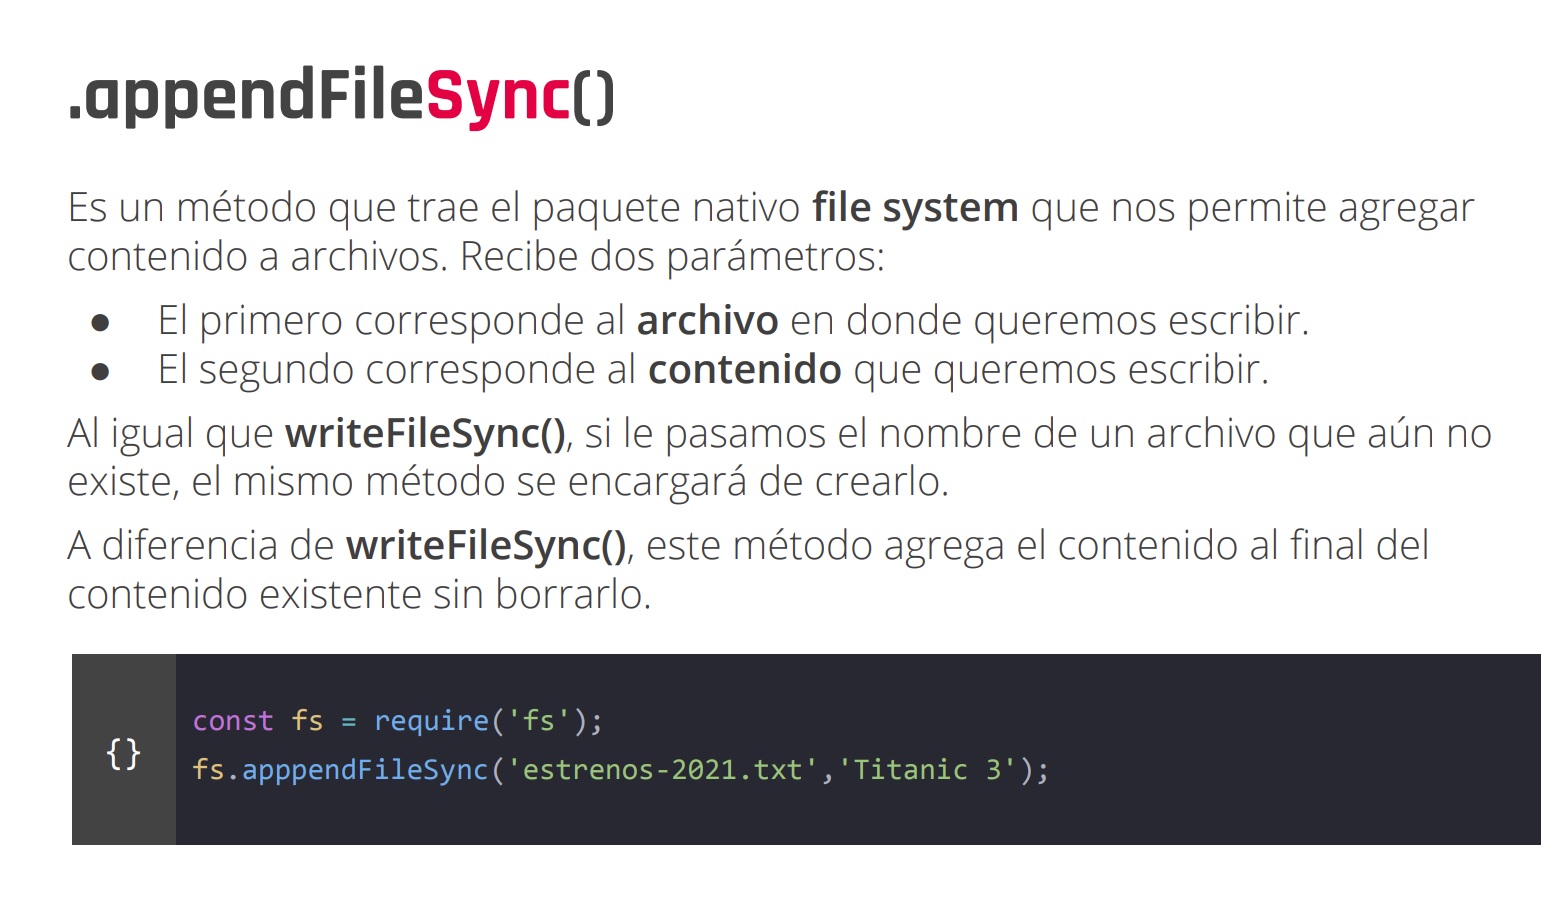 .appendFileSync()
Es un método que trae el paquete nativo file system que nos permite agregar
contenido a archivos. Recibe dos parámetros:
● El primero corresponde al archivo en donde queremos escribir.
● El segundo corresponde al contenido que queremos escribir.
Al igual que writeFileSync(), si le pasamos el nombre de un archivo que aún no
existe, el mismo método se encargará de crearlo.
A diferencia de writeFileSync(), este método agrega el contenido al final del
contenido existente sin borrarlo.
{}
const fs = require('fs');
fs.apppendFileSync('estrenos-2021.txt','Titanic 3');